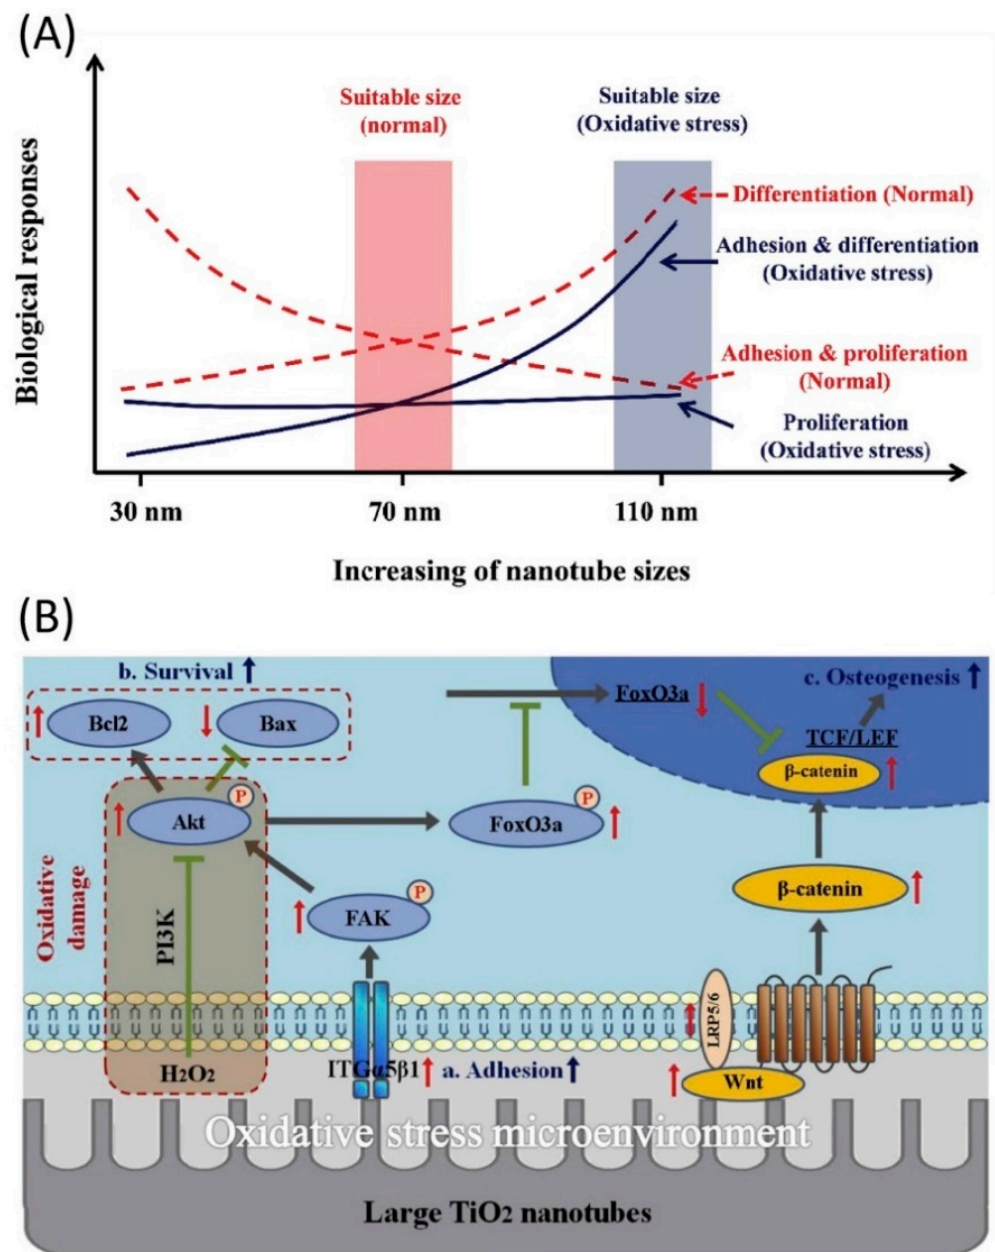 (A)
Biological responses
Suitable size
(normal)
Suitable size
(Oxidative stress)
Differentiation (Normal)
Adhesion & differentiation
(Oxidative stress)
Adhesion & proliferation
(Normal)
Proliferation
(Oxidative stress)
30 nm
70 nm
110 nm
Increasing of nanotube sizes
(B)
b. Survival
Bcl2
Bax
FoxO3a
c. Osteogenesis
TCF/LEF
β-catenin
P
Akt
P
FoxO3a
Oxidative
damage
PI3K
P
FAK
β-catenin
LRP5/6
H2O2
ITGα5β1
a. Adhesion
Wnt
Oxidative stress microenvironment
Large TiO2 nanotubes